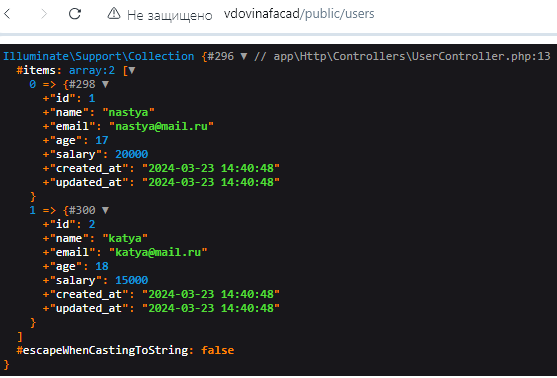 Не защищено vdovinafacad/public/users
Illuminate\Support\Collection {#296 ▼ // app\Http\Controllers\UserController.php:13
#items: array:2 [▼
0 => {#298 ▼
+"id": 1
+"name": "nastya"
+"email": "nastya@mail.ru"
+"age": 17
+"salary": 20000
+"created_at": "2024-03-23 14:40:48"
+"updated_at": "2024-03-23 14:40:48"
}
1 => {#300 ▼
+"id": 2
+"name": "katya"
+"email": "katya@mail.ru"
+"age": 18
+"salary": 15000
+"created_at": "2024-03-23 14:40:48"
+"updated_at": "2024-03-23 14:40:48"
}
]
#escapeWhenCastingToString: false
}